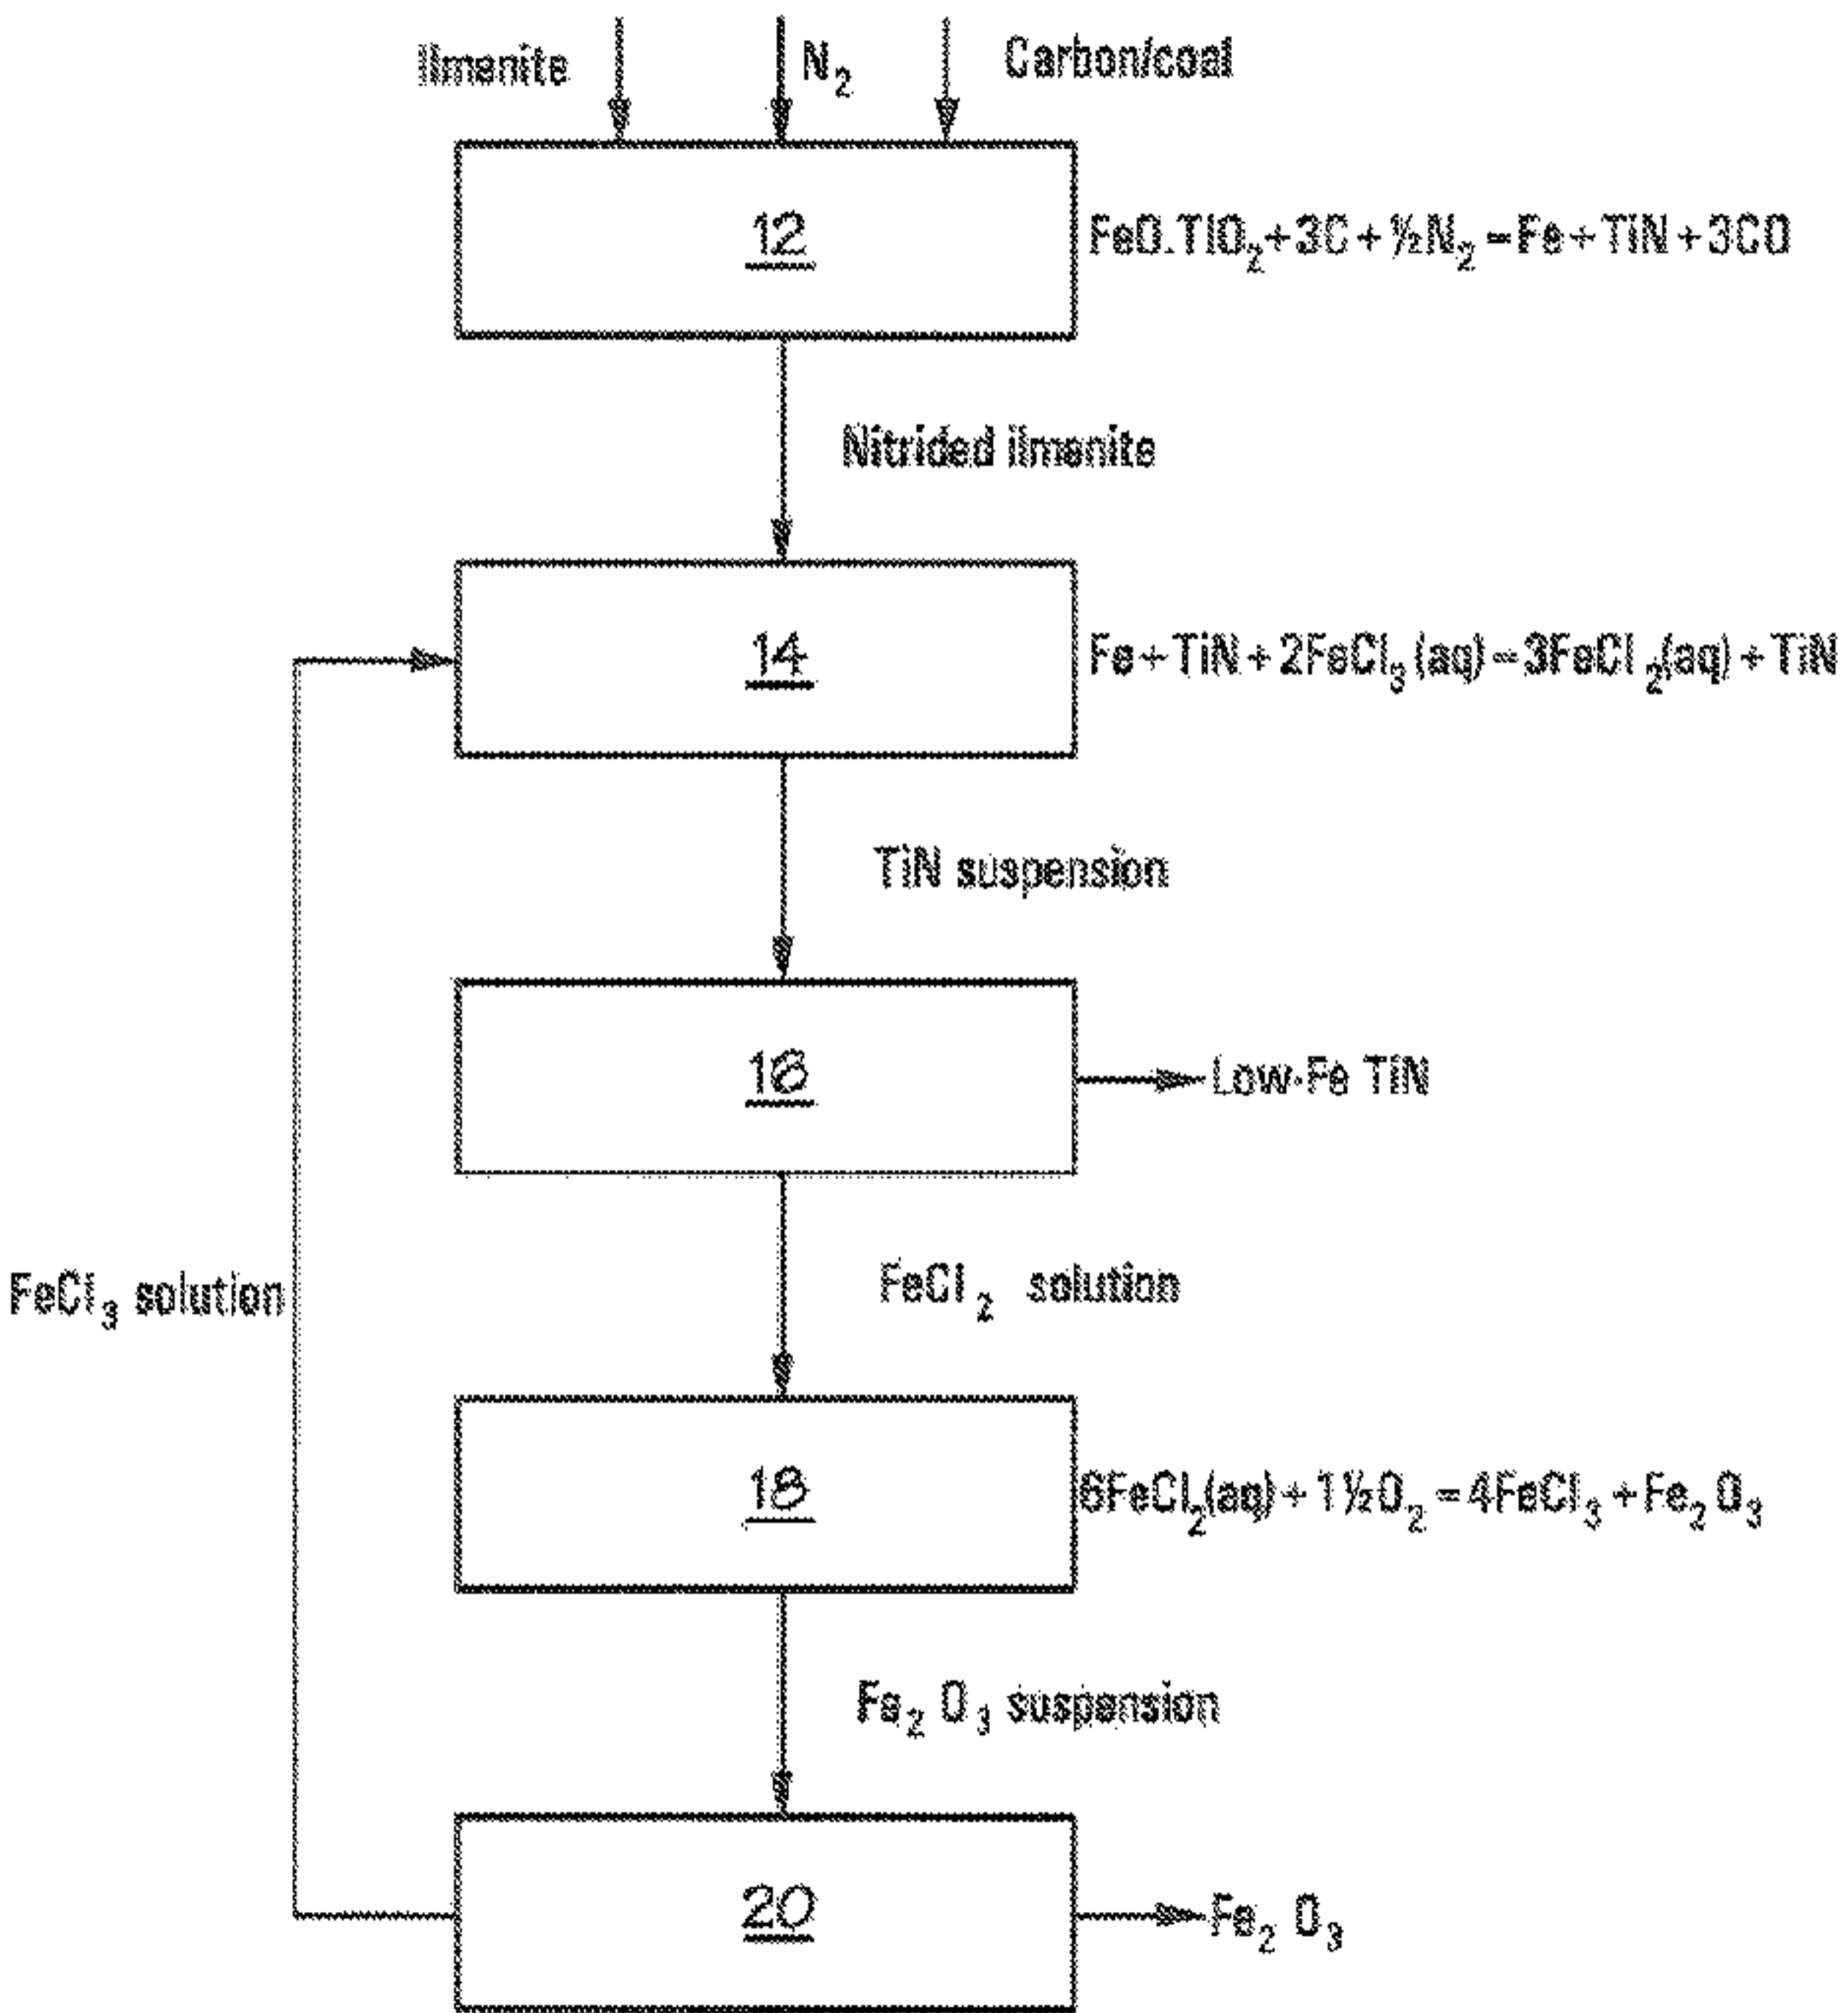 Ilmenite
N₂
Carbon/coal
12
FeO.TiO₂+3C+½N₂=Fe+TiN+3CO
Nitrided ilmenite
14
Fe+TiN+2FeCl₃(aq)=3FeCl₂(aq)+TiN
TiN suspension
16
Low-Fe TiN
FeCl₃ solution
FeCl₂ solution
18
6FeCl₂(aq)+1½O₂=4FeCl₃+Fe₂O₃
Fe₂O₃ suspension
20
Fe₂O₃